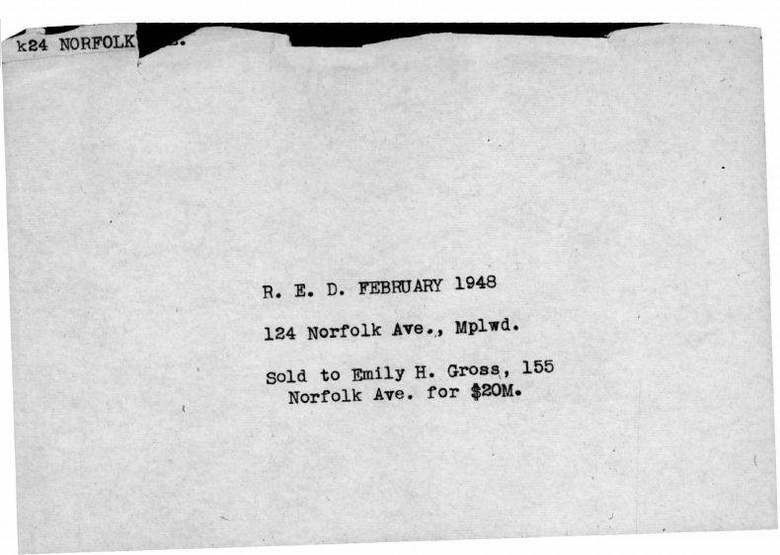 k24 NORFOLK
R. E. D. FEBRUARY 1948
124 Norfolk Ave., Mplwd.
Sold to Emily H. Gross, 155
Norfolk Ave. for $20M.